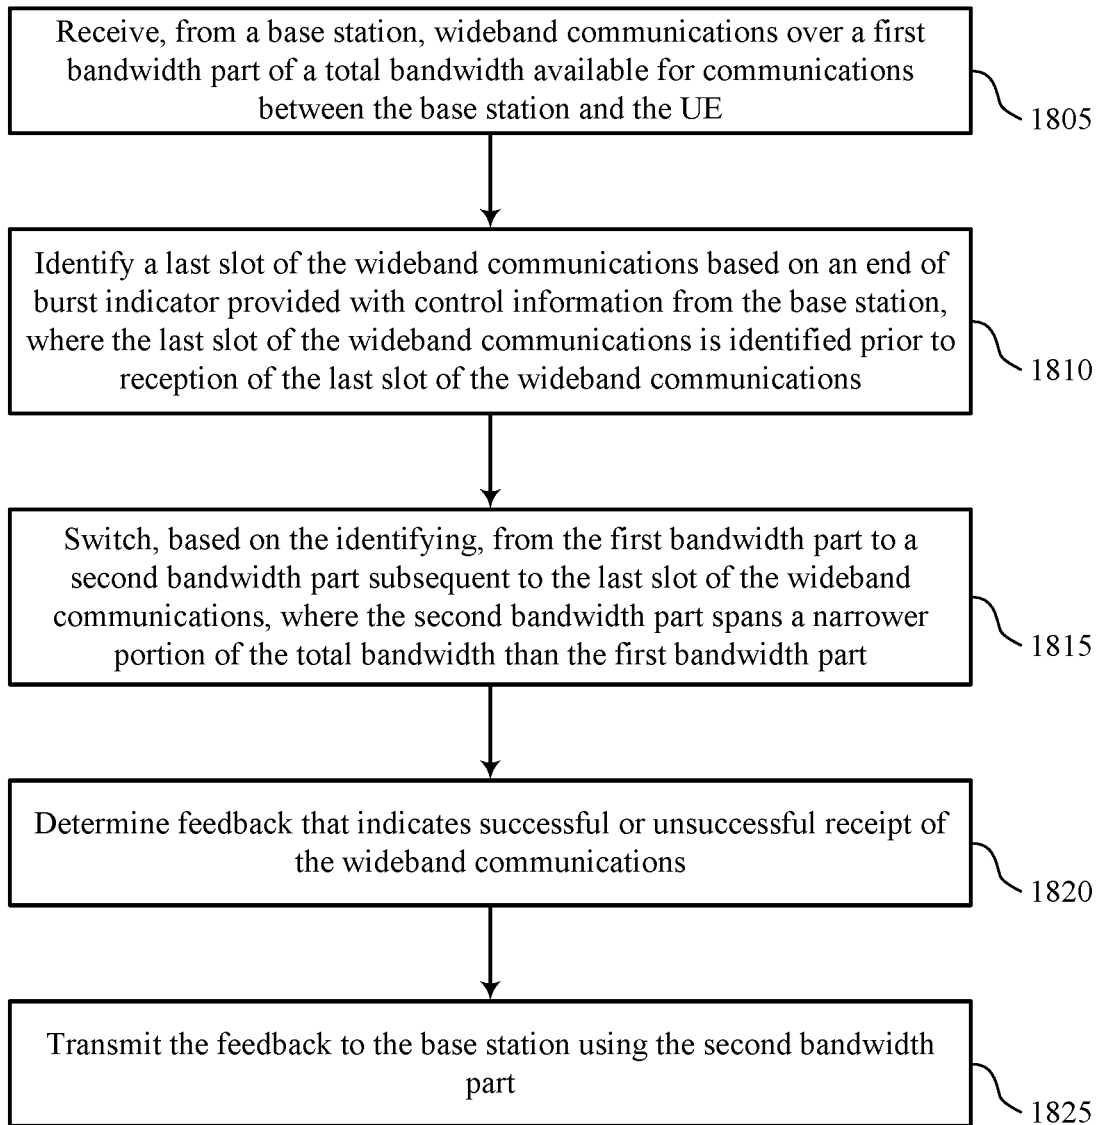 Receive, from a base station, wideband communications over a first
bandwidth part of a total bandwidth available for communications
between the base station and the UE
1805
Identify a last slot of the wideband communications based on an end of
burst indicator provided with control information from the base station,
where the last slot of the wideband communications is identified prior to
reception of the last slot of the wideband communications
1810
Switch, based on the identifying, from the first bandwidth part to a
second bandwidth part subsequent to the last slot of the wideband
communications, where the second bandwidth part spans a narrower
portion of the total bandwidth than the first bandwidth part
1815
Determine feedback that indicates successful or unsuccessful receipt of
the wideband communications
1820
Transmit the feedback to the base station using the second bandwidth
part
1825